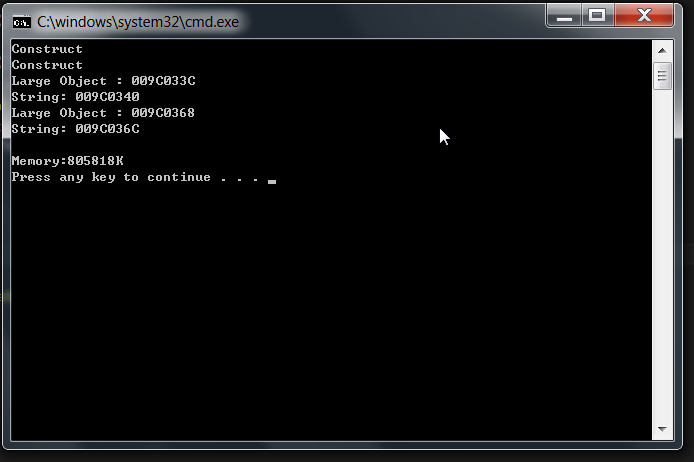 C:\windows\system32\cmd.exe
Construct
Construct
Large Object : 009C033C
String: 009C0340
Large Object : 009C0368
String: 009C036C
Memory:805818K
Press any key to continue . . .